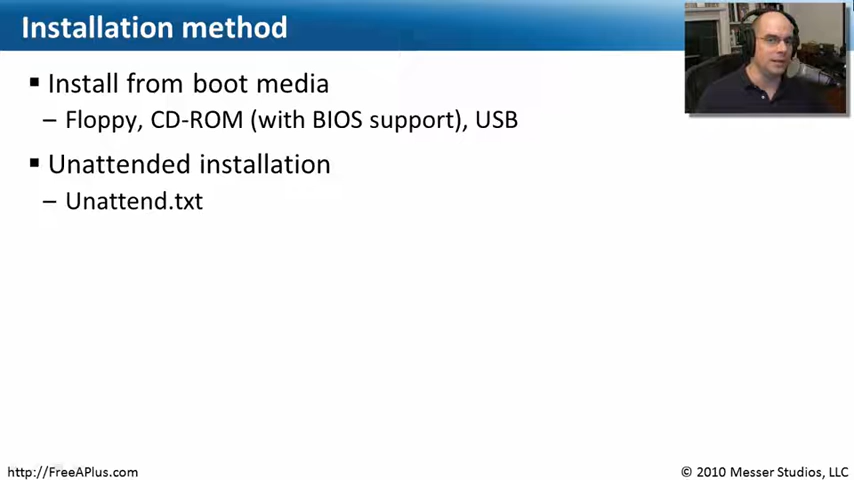 Installation method
▪ Install from boot media
– Floppy, CD-ROM (with BIOS support), USB
▪ Unattended installation
– Unattend.txt
http://FreeAPlus.com
© 2010 Messer Studios, LLC